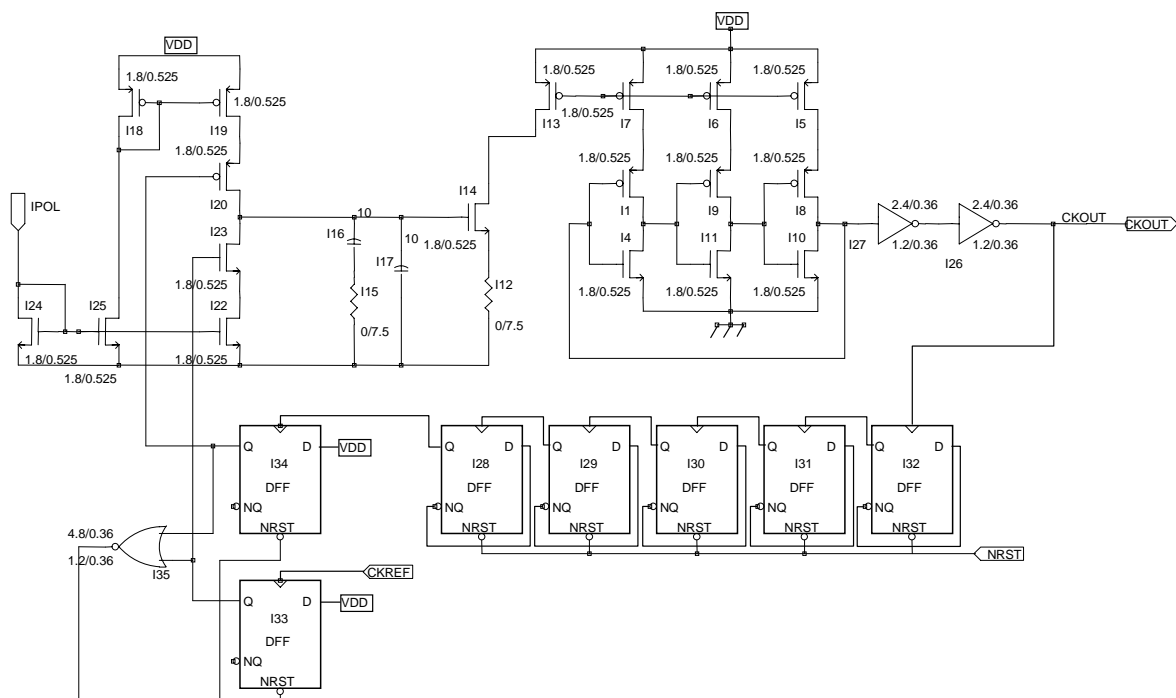 VDD
VDD
1.8/0.525
I18
1.8/0.525
I19
1.8/0.525
I20
I23
1.8/0.525
IPOL
I24
1.8/0.525
I25
1.8/0.525
I22
1.8/0.525
10
I16
I15
0/7.5
10
I17
I14
1.8/0.525
I12
0/7.5
1.8/0.525
I13
1.8/0.525
I7
1.8/0.525
I6
1.8/0.525
I5
1.8/0.525
I1
1.8/0.525
I9
1.8/0.525
I8
I4
1.8/0.525
I11
1.8/0.525
I10
1.8/0.525
I27
2.4/0.36
1.2/0.36
2.4/0.36
1.2/0.36
I26
CKOUT
CKOUT
Q
D
I34
DFF
NQ
NRST
VDD
Q
D
I28
DFF
NQ
NRST
Q
D
I29
DFF
NQ
NRST
Q
D
I30
DFF
NQ
NRST
Q
D
I31
DFF
NQ
NRST
Q
D
I32
DFF
NQ
NRST
NRST
4.8/0.36
1.2/0.36
I35
CKREF
Q
D
I33
DFF
NQ
NRST
VDD